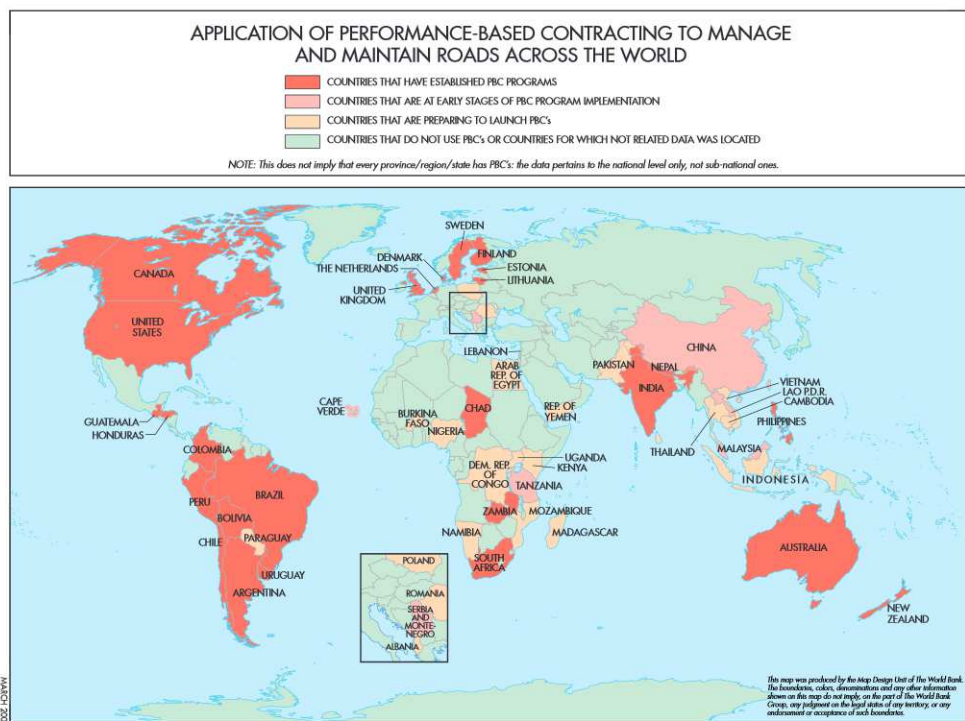 APPLICATION OF PERFORMANCE-BASED CONTRACTING TO MANAGE
AND MAINTAIN ROADS ACROSS THE WORLD
COUNTRIES THAT HAVE ESTABLISHED PBC PROGRAMS
COUNTRIES THAT ARE AT EARLY STAGES OF PBC PROGRAM IMPLEMENTATION
COUNTRIES THAT ARE PREPARING TO LAUNCH PBC's
COUNTRIES THAT DO NOT USE PBC's OR COUNTRIES FOR WHICH NOT RELATED DATA WAS LOCATED
NOTE: This does not imply that every province/region/state has PBC's: the data pertains to the national level only, not sub-national ones.
SWEDEN
FINLAND
DENMARK
THE NETHERLANDS
ESTONIA
LITHUANIA
UNITED
KINGDOM
CANADA
UNITED
STATES
LEBANON
ARAB
REP. OF
EGYPT
PAKISTAN
NEPAL
INDIA
CHINA
VIETNAM
LAO P.D.R.
CAMBODIA
PHILIPPINES
THAILAND
MALAYSIA
INDONESIA
CAPE
VERDE
BURKINA
FASO
NIGERIA
CHAD
REP. OF
YEMEN
UGANDA
KENYA
DEM. REP.
OF
CONGO
TANZANIA
ZAMBIA
MOZAMBIQUE
NAMIBIA
MADAGASCAR
SOUTH
AFRICA
GUATEMALA
HONDURAS
COLOMBIA
PERU
BRAZIL
BOLIVIA
PARAGUAY
CHILE
URUGUAY
ARGENTINA
AUSTRALIA
NEW
ZEALAND
POLAND
ROMANIA
SERBIA
AND
MONTE-
NEGRO
ALBANIA
This map was produced by the Map Design Unit of The World Bank.
The boundaries, colors, denominations and any other information
shown on this map do not imply, on the part of The World Bank
Group, any judgment on the legal status of any territory, or any
endorsement or acceptance of such boundaries.
MARCH